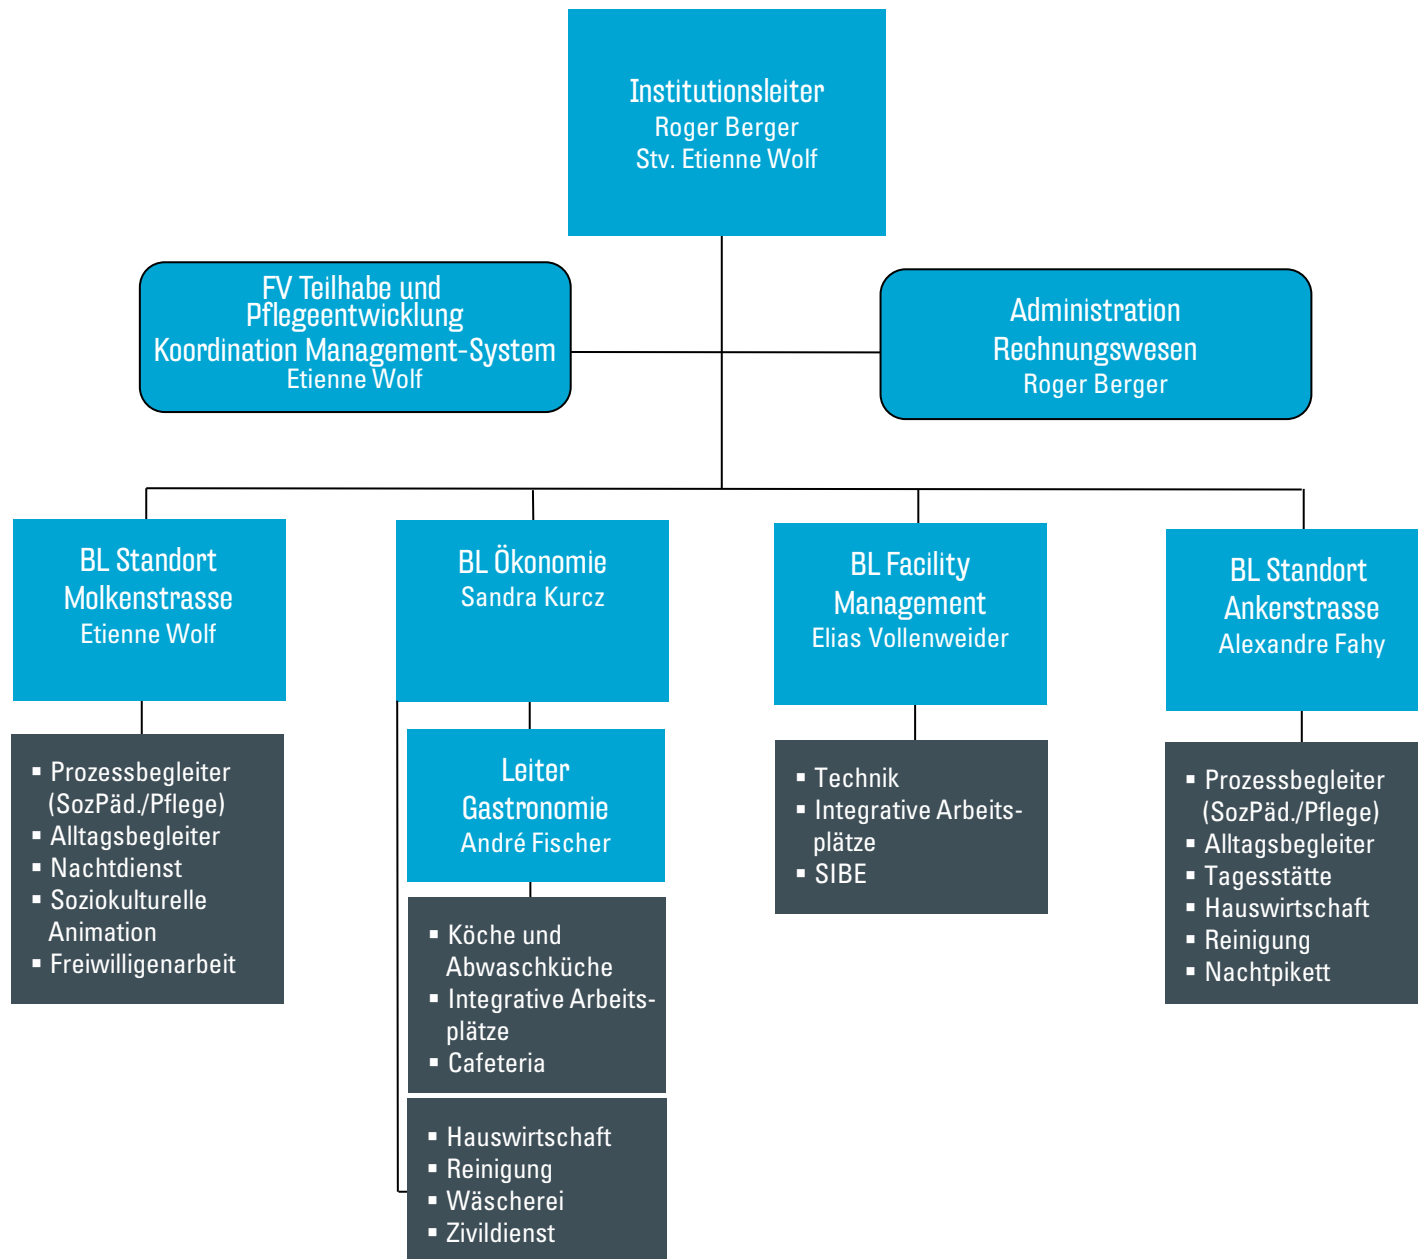 Institutionsleiter
Roger Berger
Stv. Etienne Wolf
FV Teilhabe und
Pflegeentwicklung
Koordination Management-System
Etienne Wolf
Administration
Rechnungswesen
Roger Berger
BL Standort
Molkenstrasse
Etienne Wolf
▪ Prozessbegleiter
(SozPäd./Pflege)
▪ Alltagsbegleiter
▪ Nachtdienst
▪ Soziokulturelle
Animation
▪ Freiwilligenarbeit
BL Ökonomie
Sandra Kurcz
Leiter
Gastronomie
André Fischer
▪ Köche und
Abwaschküche
▪ Integrative Arbeits-
plätze
▪ Cafeteria
▪ Hauswirtschaft
▪ Reinigung
▪ Wäscherei
▪ Zivildienst
BL Facility
Management
Elias Vollenweider
▪ Technik
▪ Integrative Arbeits-
plätze
▪ SIBE
BL Standort
Ankerstrasse
Alexandre Fahy
▪ Prozessbegleiter
(SozPäd./Pflege)
▪ Alltagsbegleiter
▪ Tagesstätte
▪ Hauswirtschaft
▪ Reinigung
▪ Nachtpikett